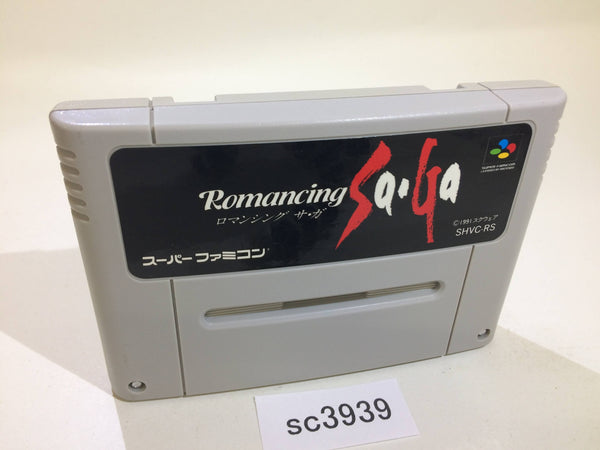 Romancing Sa・Ga
ロマンシング サ・ガ
©1991 スクウェア
SHVC-RS
スーパーファミコン
sc3939